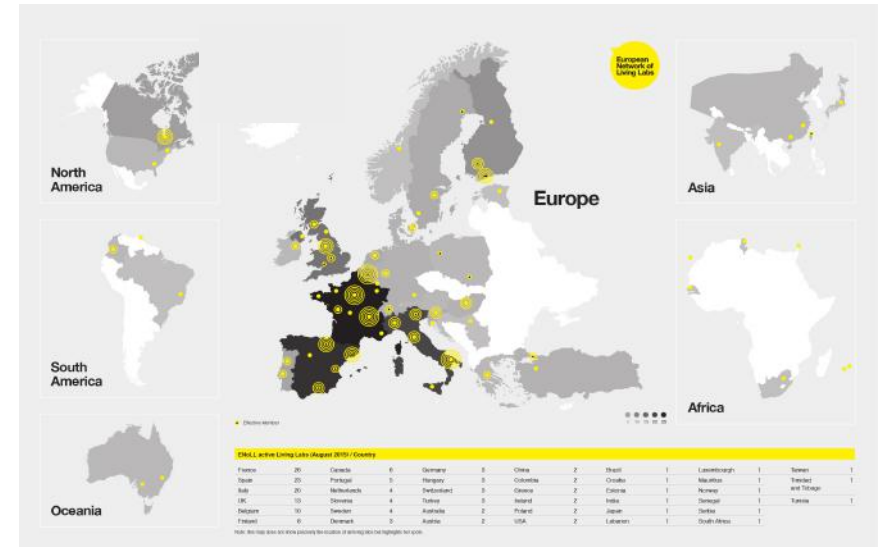 European
Network of
Living Labs
North
America
Europe
Asia
South
America
Africa
Oceania
Effective Member
ENoLL active Living Labs (August 2015) / Country
France 26 Canada 6 Germany 3 China 2 Brazil 1 Luxembourgh 1 Taiwan 1
Spain Portugal 5 Hungary 3 Colombia 2 Croatia 1 Mauritius 1 Trinidad and Tobago 1
Italy 20 Netherlands 4 Switzerland 3 Greece 2 Estonia 1 Norway 1
UK 13 Slovenia 4 Turkey 3 Ireland 2 India 1 Senegal 1 Tunisia 1
Belgium 10 Sweden 4 Australia 2 Poland 2 Japan 1 Serbia 1
Finland Denmark 3 Austria 2 USA 2 Lebanon 1 South Africa 1